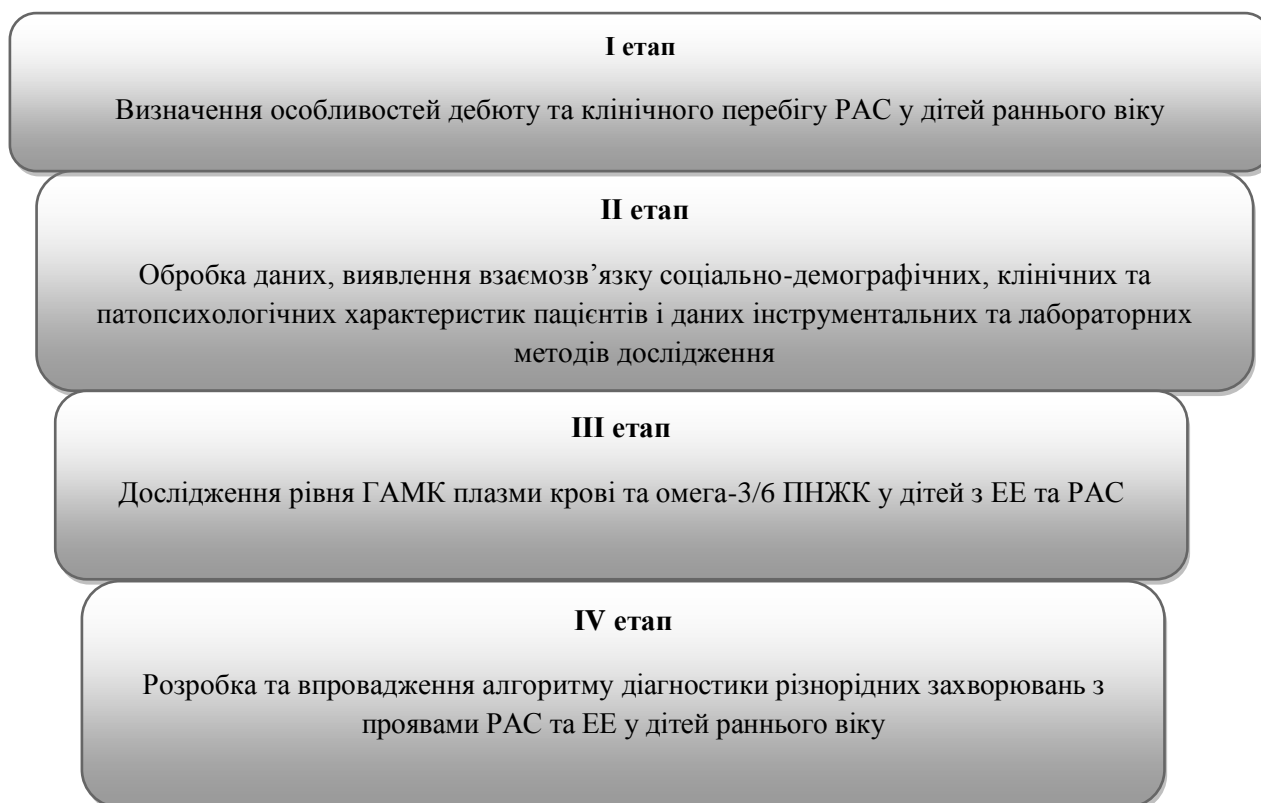 І етап
Визначення особливостей дебюту та клінічного перебігу РАС у дітей раннього віку
ІІ етап
Обробка даних, виявлення взаємозв’язку соціально-демографічних, клінічних та
патопсихологічних характеристик пацієнтів і даних інструментальних та лабораторних
методів дослідження
ІІІ етап
Дослідження рівня ГАМК плазми крові та омега-3/6 ПНЖК у дітей з ЕЕ та РАС
IV етап
Розробка та впровадження алгоритму діагностики різнорідних захворювань з
проявами РАС та ЕЕ у дітей раннього віку